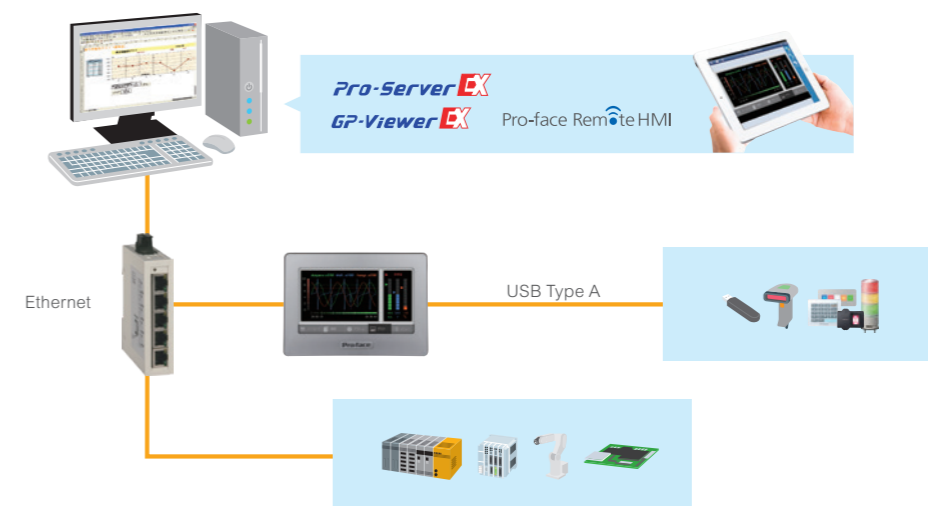 Pro-Server EX
GP-Viewer EX
Pro-face Remote HMI
Ethernet
USB Type A
Pro-face